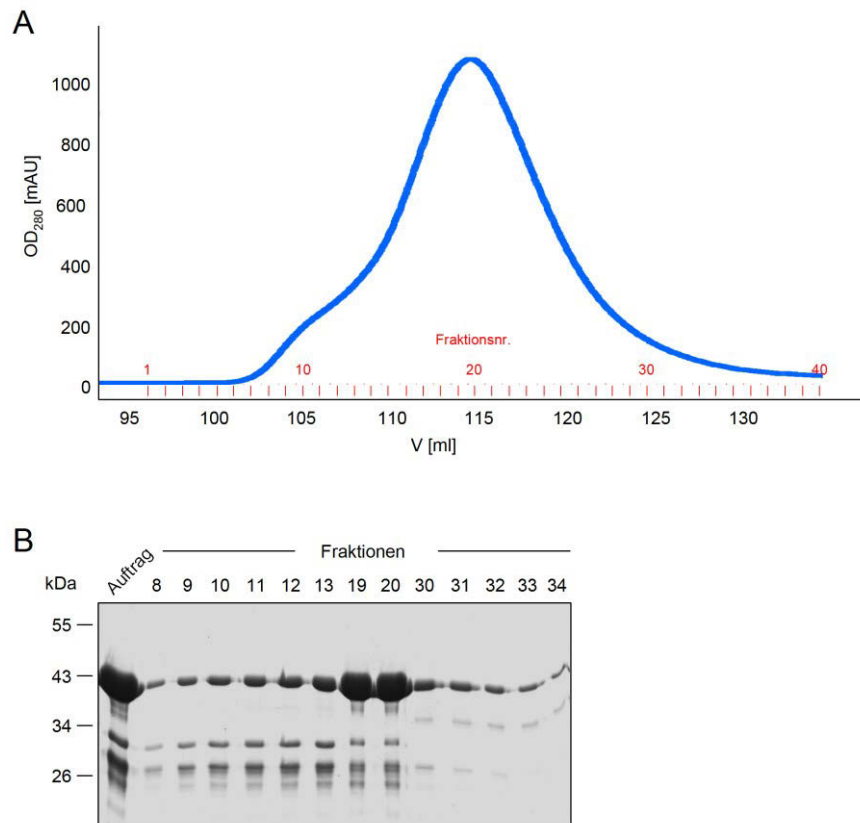 A
OD280 [mAU]
1000
800
600
400
200
0
Fraktionsnr.
1 10 20 30 40
95 100 105 110 115 120 125 130
V [ml]
B
Auftrag
Fraktionen
kDa 8 9 10 11 12 13 19 20 30 31 32 33 34
55
43
34
26